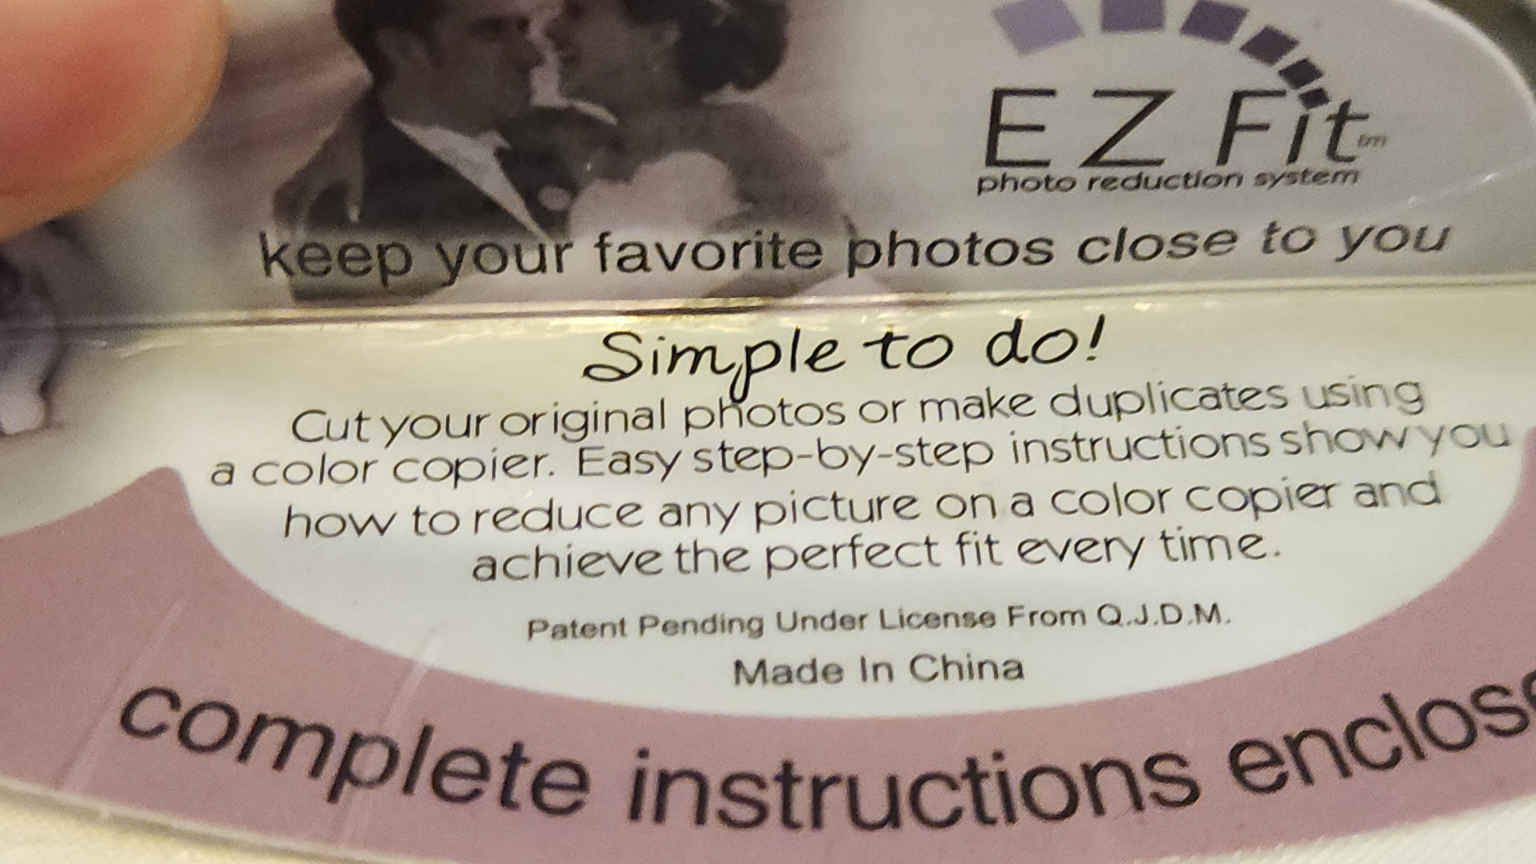 EZ Fit tm
photo reduction system
keep your favorite photos close to you
Simple to do!
Cut your original photos or make duplicates using
a color copier. Easy step-by-step instructions show you
how to reduce any picture on a color copier and
achieve the perfect fit every time.
Patent Pending Under License From Q.J.D.M.
Made In China
complete instructions enclose